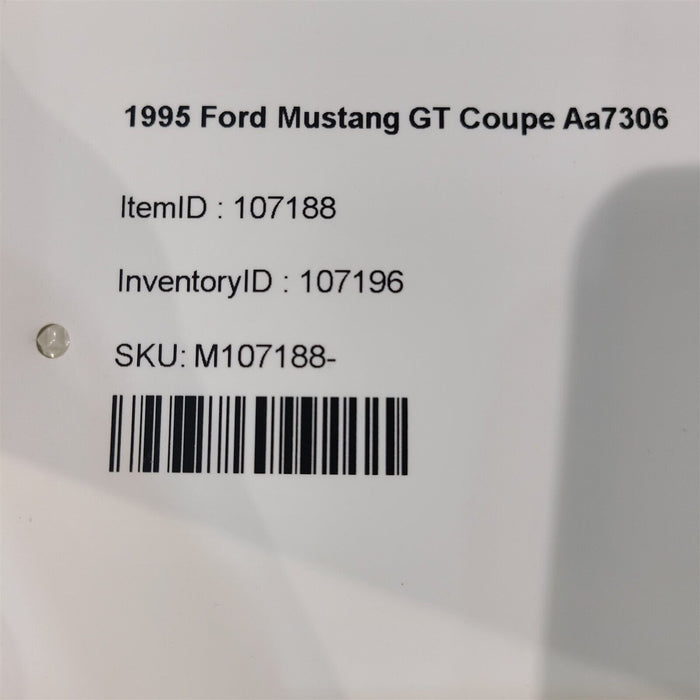 1995 Ford Mustang GT Coupe Aa7306
ItemID : 107188
InventoryID : 107196
SKU: M107188-